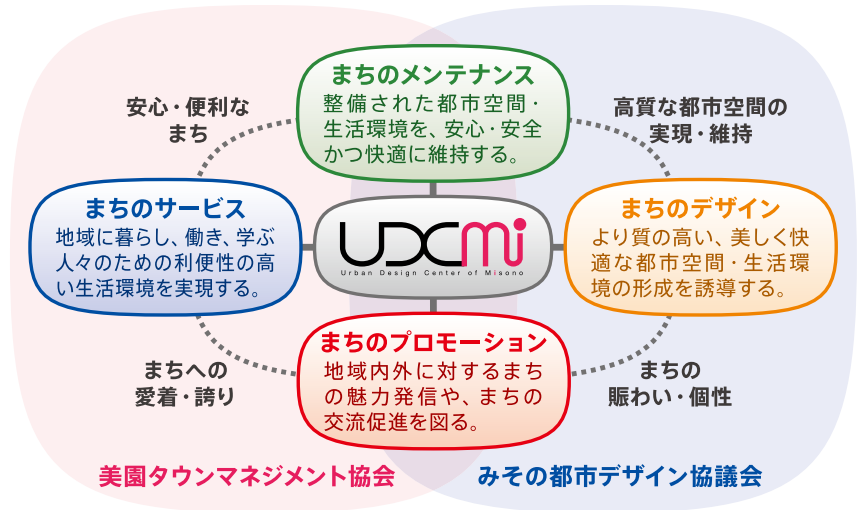 まちのメンテナンス
整備された都市空間・
生活環境を、安心・安全
かつ快適に維持する。
安心・便利な
まち
高質な都市空間の
実現・維持
まちのサービス
地域に暮らし、働き、学ぶ
人々のための利便性の高
い生活環境を実現する。
UDCMi
Urban Design Center of Misono
まちのデザイン
より質の高い、美しく快
適な都市空間・生活環
境の形成を誘導する。
まちのプロモーション
地域内外に対するまち
の魅力発信や、まちの
交流促進を図る。
まちへの
愛着・誇り
まちの
賑わい・個性
美園タウンマネジメント協会
みその都市デザイン協議会